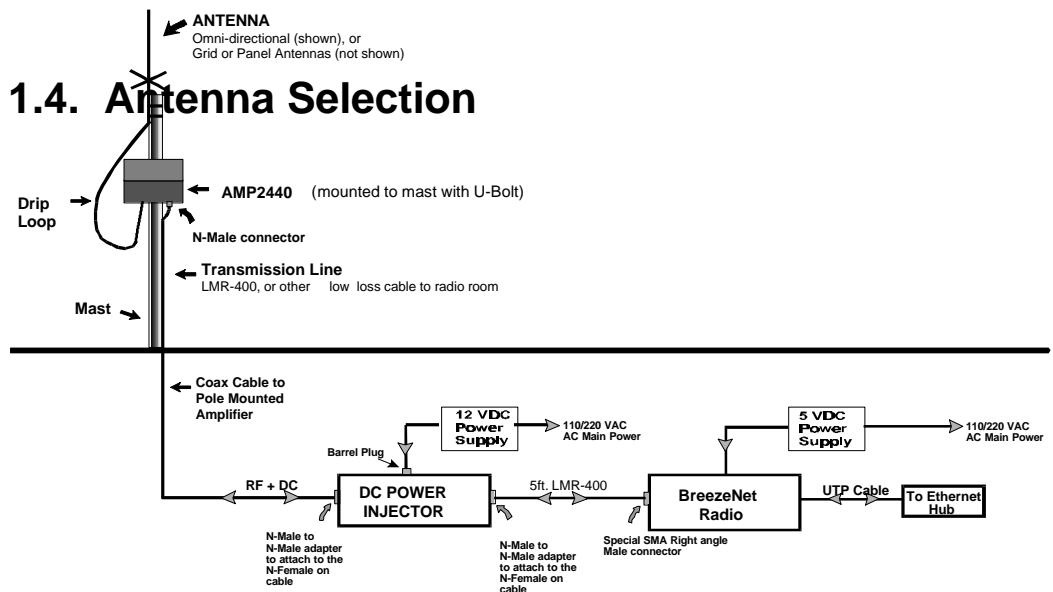 ANTENNA
Omni-directional (shown), or
Grid or Panel Antennas (not shown)
1.4. Antenna Selection
AMP2440 (mounted to mast with U-Bolt)
Drip
Loop
N-Male connector
Transmission Line
LMR-400, or other low loss cable to radio room
Mast
Coax Cable to
Pole Mounted
Amplifier
12 VDC
Power
Supply
110/220 VAC
AC Main Power
5 VDC
Power
Supply
110/220 VAC
AC Main Power
Barrel Plug
RF + DC
DC POWER
INJECTOR
5ft. LMR-400
BreezeNet
Radio
UTP Cable
To Ethernet
Hub
N-Male to
N-Male adapter
to attach to the
N-Female on
cable
N-Male to
N-Male adapter
to attach to the
N-Female on
cable
Special SMA Right angle
Male connector